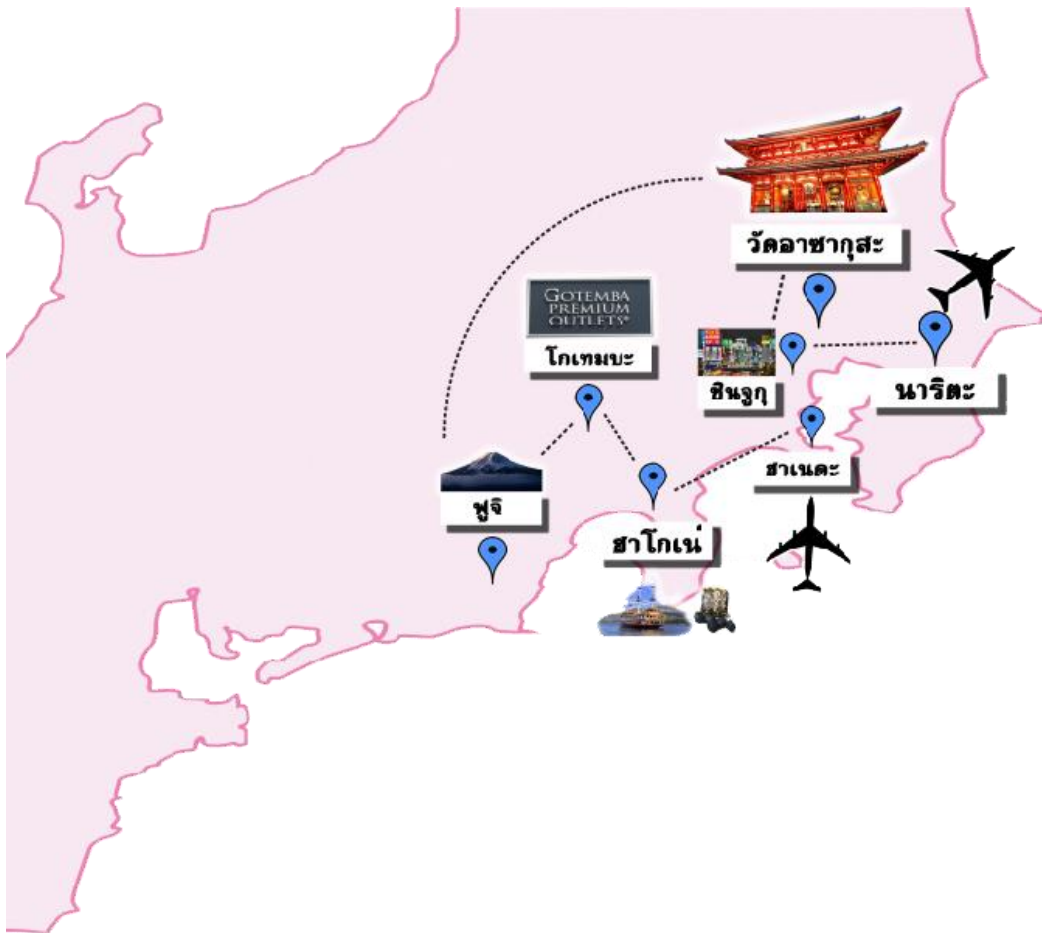 วัดอาซากุสะ
GOTEMBA
PREMIUM
OUTLETS®
โกเทมบะ
ชินจูกุ
นาริตะ
ฮาเนดะ
ฟูจิ
ฮาโกเน่